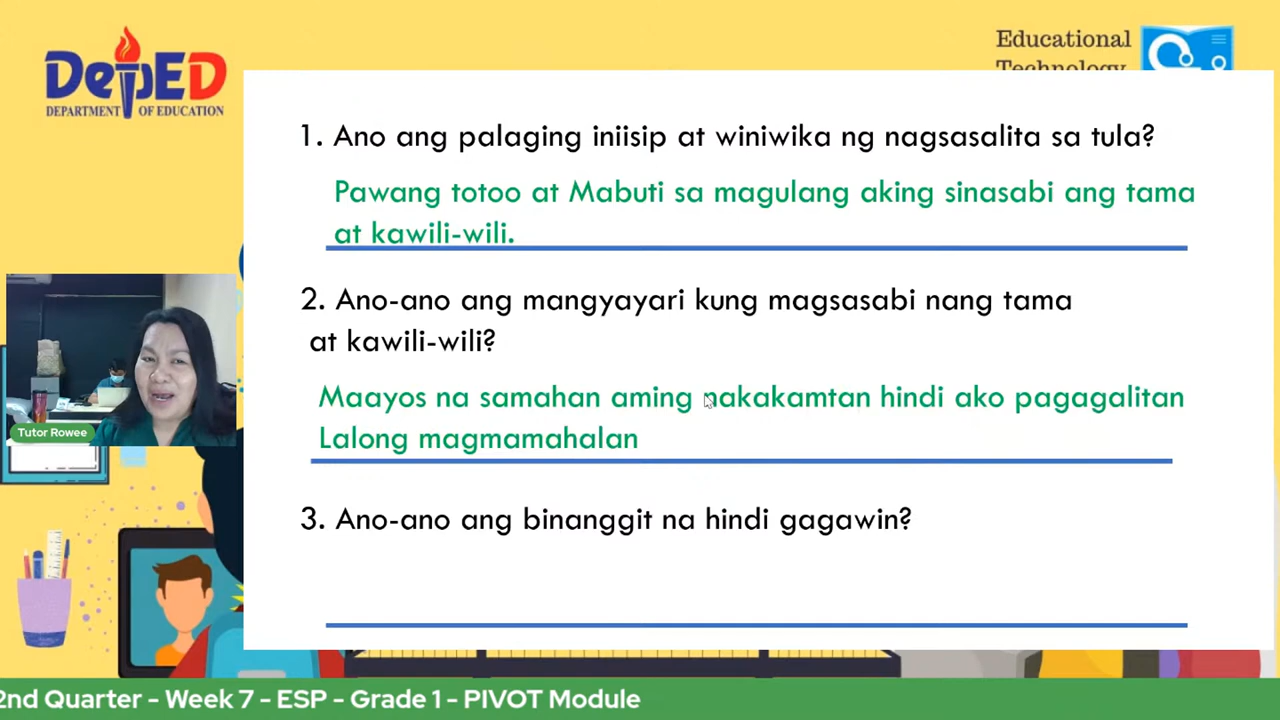 DepED
DEPARTMENT OF EDUCATION
Educational
Technology
1. Ano ang palaging iniisip at winiwika ng nagsasalita sa tula?
Pawang totoo at Mabuti sa magulang aking sinasabi ang tama
at kawili-wili.
2. Ano-ano ang mangyayari kung magsasabi nang tama
at kawili-wili?
Maayos na samahan aming nakakamtan hindi ako pagagalitan
Lalong magmamahalan
Tutor Rowee
3. Ano-ano ang binanggit na hindi gagawin?
2nd Quarter - Week 7 - ESP - Grade 1 - PIVOT Module